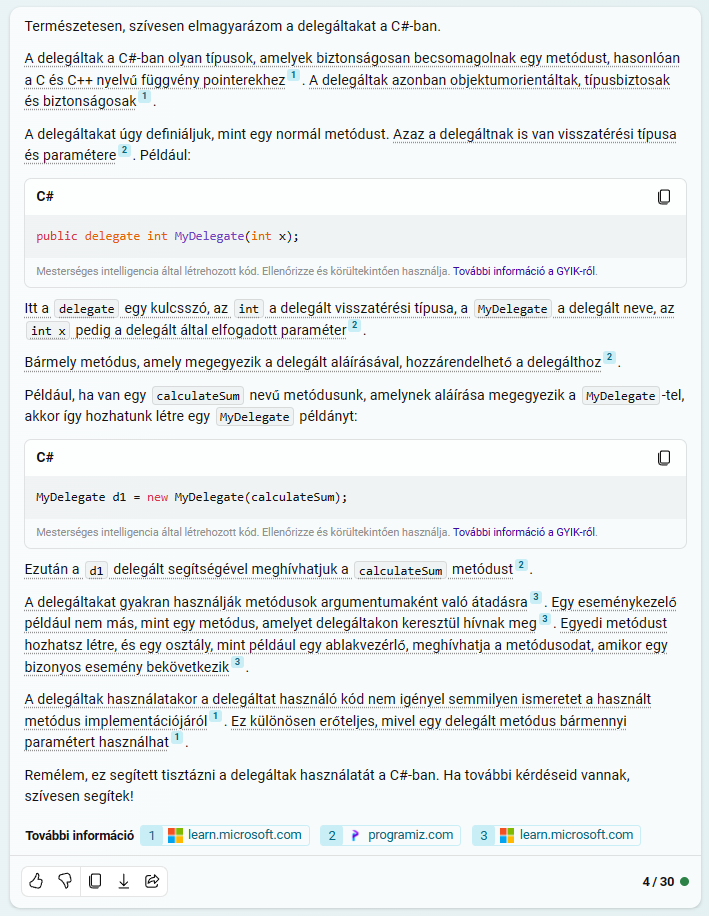 Természetesen, szívesen elmagyarázom a delegáltakat a C#-ban.
A delegáltak a C#-ban olyan típusok, amelyek biztonságosan becsomagolnak egy metódust, hasonlóan
a C és C++ nyelvű függvény pointerekhez 1 . A delegáltak azonban objektumorientáltak, típusbiztosak
és biztonságosak 1 .
A delegáltakat úgy definiáljuk, mint egy normál metódust. Azaz a delegáltnak is van visszatérési típusa
és paramétere 2 . Például:
C#
public delegate int MyDelegate(int x);
Mesterséges intelligencia által létrehozott kód. Ellenőrizze és körültekintően használja. További információ a GYIK-ről.
Itt a delegate egy kulcsszó, az int a delegált visszatérési típusa, a MyDelegate a delegált neve, az
int x pedig a delegált által elfogadott paraméter 2 .
Bármely metódus, amely megegyezik a delegált aláírásával, hozzárendelhető a delegálthoz 2 .
Például, ha van egy calculateSum nevű metódusunk, amelynek aláírása megegyezik a MyDelegate -tel,
akkor így hozhatunk létre egy MyDelegate példányt:
C#
MyDelegate d1 = new MyDelegate(calculateSum);
Mesterséges intelligencia által létrehozott kód. Ellenőrizze és körültekintően használja. További információ a GYIK-ről.
Ezután a d1 delegált segítségével meghívhatjuk a calculateSum metódust 2 .
A delegáltakat gyakran használják metódusok argumentumaként való átadásra 3 . Egy eseménykezelő
például nem más, mint egy metódus, amelyet delegáltakon keresztül hívnak meg 3 . Egyedi metódust
hozhatsz létre, és egy osztály, mint például egy ablakvezérlő, meghívhatja a metódusodat, amikor egy
bizonyos esemény bekövetkezik 3 .
A delegáltak használatakor a delegáltat használó kód nem igényel semmilyen ismeretet a használt
metódus implementációjáról 1 . Ez különösen erőteljes, mivel egy delegált metódus bármennyi
paramétert használhat 1 .
Remélem, ez segített tisztázni a delegáltak használatát a C#-ban. Ha további kérdéseid vannak,
szívesen segítek!
További információ 1 learn.microsoft.com 2 programiz.com 3 learn.microsoft.com
4 / 30